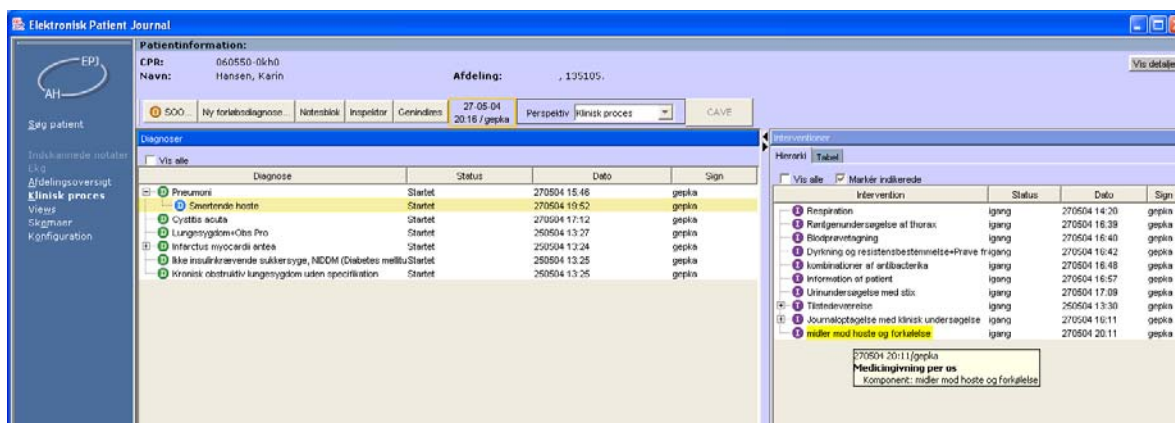 Elektronisk Patient Journal
EPJ
AH
Søg patient
Indskannede notater
Ekg
Afdelingsoversigt
Klinisk proces
Views
Skemaer
Konfiguration
Patientinformation:
CPR: 060550-0kh0
Navn: Hansen, Karin Afdeling: , 135105.
Vis detalje
SOO... Ny forløbsdiagnose... Notesblok Inspektor Genindlæs 27-05-04 20:16 / gepka Perspektiv Klinisk proces CAVE
Diagnoser
Vis alle
Diagnose Status Dato Sign
D Pneumoni Startet 270504 15:46 gepka
D Smertende hoste Startet 270504 19:52 gepka
D Cystitis acuta Startet 270504 17:12 gepka
D Lungesygdom+Obs Pro Startet 250504 13:27 gepka
D Infarctus myocardii antea Startet 250504 13:24 gepka
D Ikke insulinkrævende sukkersyge, NIDDM (Diabetes mellitu Startet 250504 13:25 gepka
D Kronisk obstruktiv lungesygdom uden specifikation Startet 250504 13:25 gepka
Interventioner
Hierarki Tabel
Vis alle Markér indikerede
Intervention Status Dato Sign
I Respiration igang 270504 14:20 gepka
I Røntgenundersøgelse af thorax igang 270504 16:39 gepka
I Blodprøvetagning igang 270504 16:40 gepka
I Dyrkning og resistensbestemmelse+Prøve fr igang 270504 16:42 gepka
I kombinationer af antibacterika igang 270504 16:48 gepka
I Information af patient igang 270504 16:57 gepka
I Urinundersøgelse med stix igang 270504 17:09 gepka
I Tilstedeværelse igang 250504 13:30 gepka
I Journaloptagelse med klinisk undersøgelse igang 270504 16:11 gepka
I midler mod hoste og forkølelse igang 270504 20:11 gepka
270504 20:11/gepka
Medicingivning per os
Komponent: midler mod hoste og forkølelse